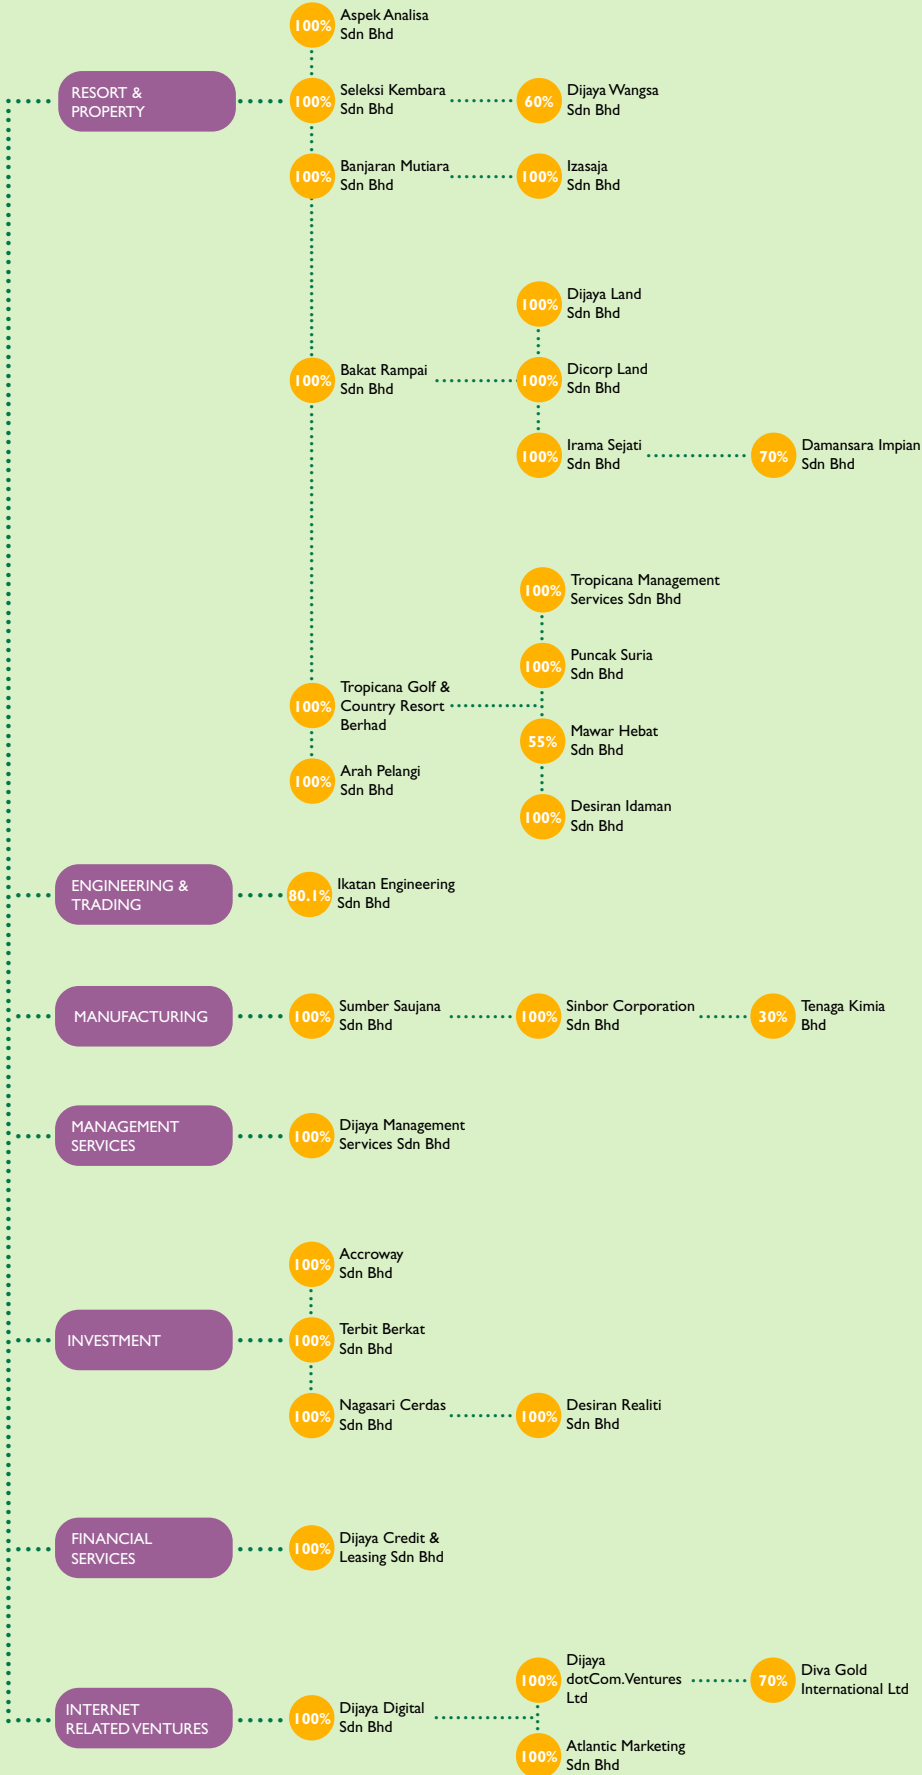 100%
Aspek Analisa
Sdn Bhd
RESORT &
PROPERTY
100%
Seleksi Kembara
Sdn Bhd
60%
Dijaya Wangsa
Sdn Bhd
100%
Banjaran Mutiara
Sdn Bhd
100%
Izasaja
Sdn Bhd
100%
Dijaya Land
Sdn Bhd
100%
Bakat Rampai
Sdn Bhd
100%
Dicorp Land
Sdn Bhd
100%
Irama Sejati
Sdn Bhd
70%
Damansara Impian
Sdn Bhd
100%
Tropicana Management
Services Sdn Bhd
100%
Puncak Suria
Sdn Bhd
100%
Tropicana Golf &
Country Resort
Berhad
55%
Mawar Hebat
Sdn Bhd
100%
Arah Pelangi
Sdn Bhd
100%
Desiran Idaman
Sdn Bhd
ENGINEERING &
TRADING
80.1%
Ikatan Engineering
Sdn Bhd
MANUFACTURING
100%
Sumber Saujana
Sdn Bhd
100%
Sinbor Corporation
Sdn Bhd
30%
Tenaga Kimia
Bhd
MANAGEMENT
SERVICES
100%
Dijaya Management
Services Sdn Bhd
100%
Accroway
Sdn Bhd
INVESTMENT
100%
Terbit Berkat
Sdn Bhd
100%
Nagasari Cerdas
Sdn Bhd
100%
Desiran Realiti
Sdn Bhd
FINANCIAL
SERVICES
100%
Dijaya Credit &
Leasing Sdn Bhd
100%
Dijaya
dotCom.Ventures
Ltd
70%
Diva Gold
International Ltd
INTERNET
RELATED VENTURES
100%
Dijaya Digital
Sdn Bhd
100%
Atlantic Marketing
Sdn Bhd